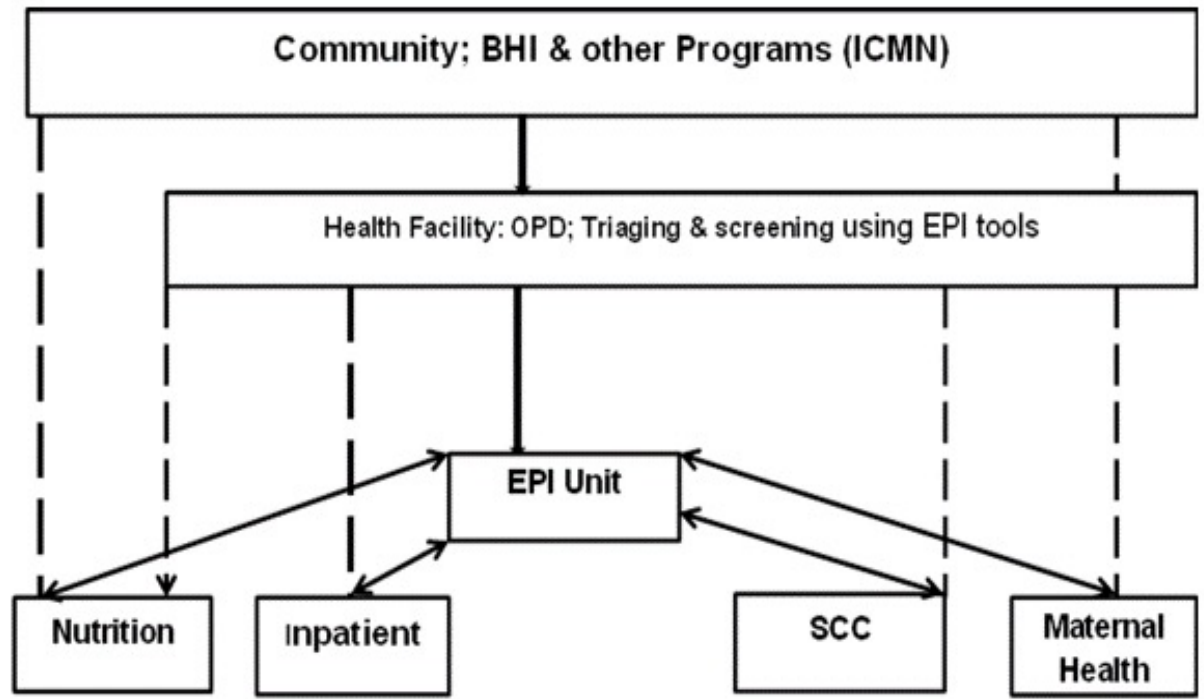 Community; BHI & other Programs (ICMN)
Health Facility: OPD; Triaging & screening using EPI tools
EPI Unit
Nutrition
Inpatient
SCC
Maternal
Health